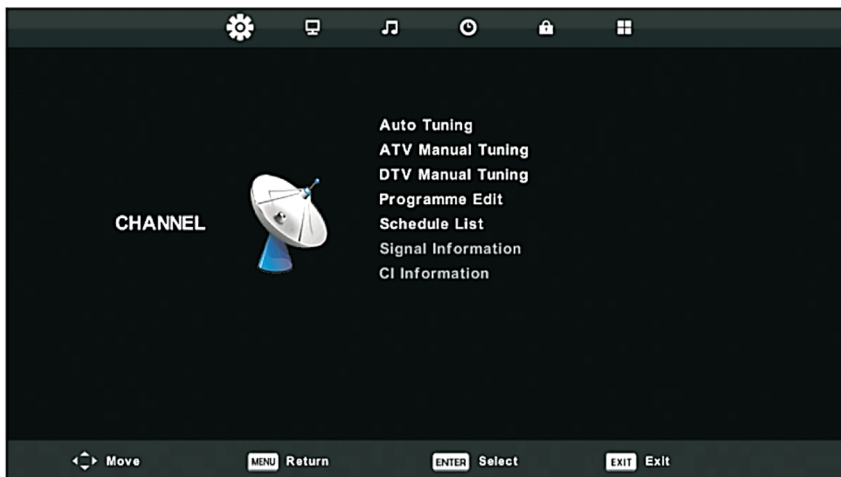 Auto Tuning
ATV Manual Tuning
DTV Manual Tuning
Programme Edit
CHANNEL
Schedule List
Signal Information
CI Information
Move MENU Return ENTER Select EXIT Exit